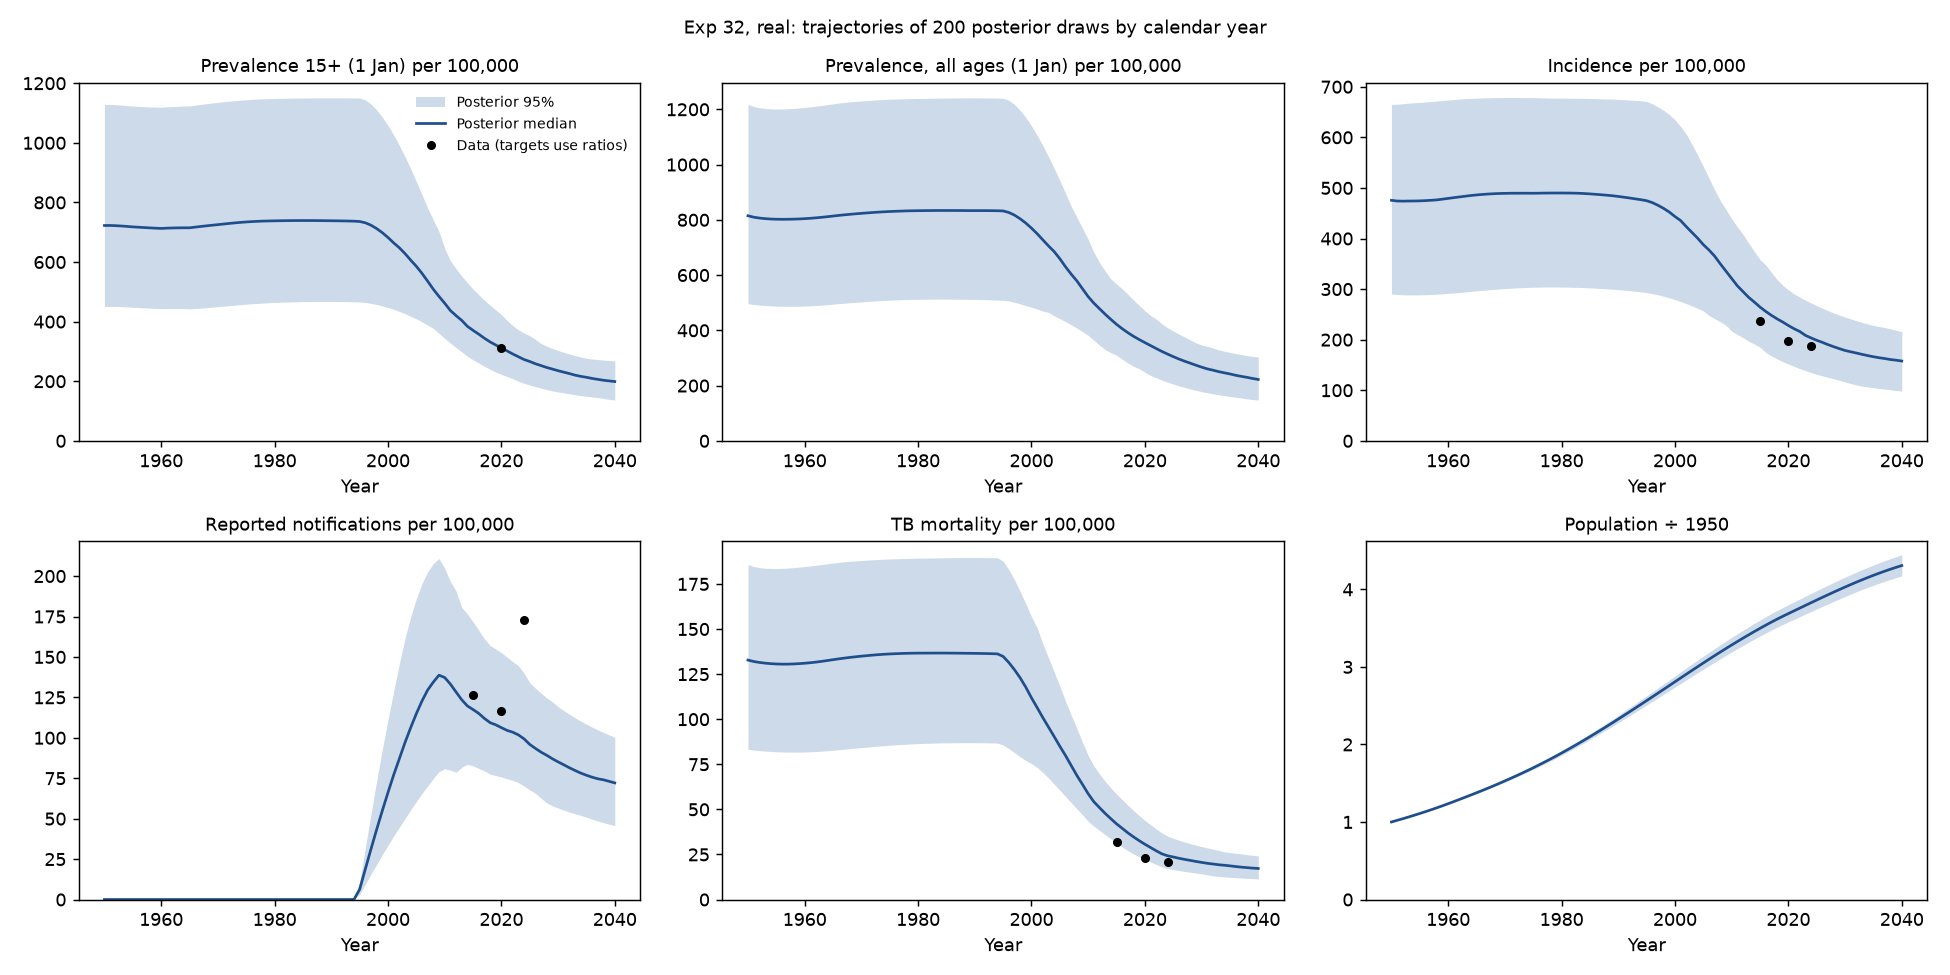 Exp 32, real: trajectories of 200 posterior draws by calendar year
Prevalence 15+ (1 Jan) per 100,000
1200
1000
800
600
400
200
0
1960 1980 2000 2020 2040
Year
Posterior 95%
Posterior median
Data (targets use ratios)
Prevalence, all ages (1 Jan) per 100,000
1200
1000
800
600
400
200
0
1960 1980 2000 2020 2040
Year
Incidence per 100,000
700
600
500
400
300
200
100
0
1960 1980 2000 2020 2040
Year
Reported notifications per 100,000
200
175
150
125
100
75
50
25
0
1960 1980 2000 2020 2040
Year
TB mortality per 100,000
175
150
125
100
75
50
25
0
1960 1980 2000 2020 2040
Year
Population ÷ 1950
4
3
2
1
0
1960 1980 2000 2020 2040
Year